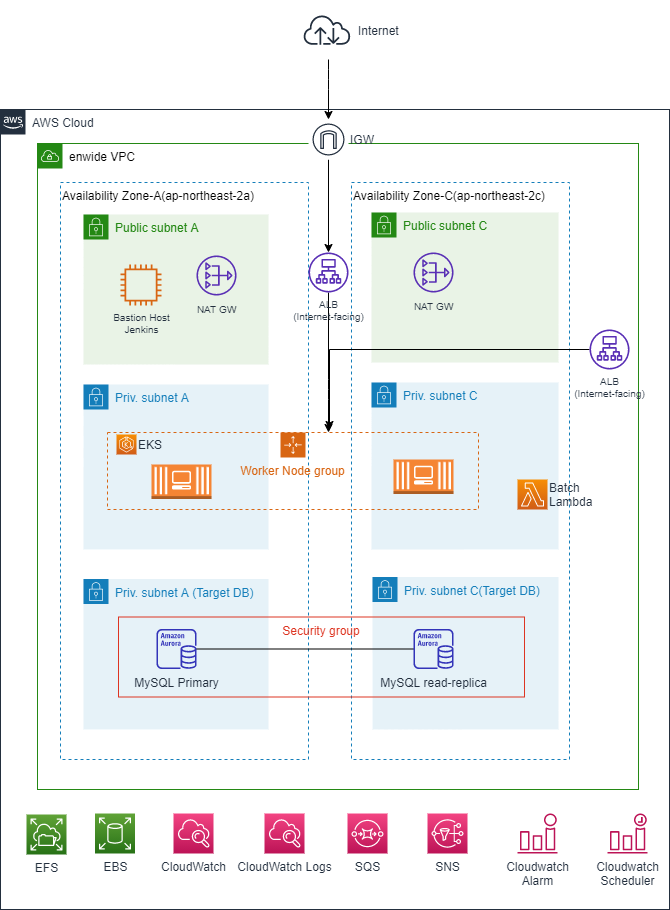 Internet
aws
AWS Cloud
IGW
enwide VPC
Availability Zone-A(ap-northeast-2a)
Availability Zone-C(ap-northeast-2c)
Public subnet A
Public subnet C
Bastion Host
Jenkins
NAT GW
ALB
(Internet-facing)
NAT GW
ALB
(Internet-facing)
Priv. subnet A
Priv. subnet C
EKS
Worker Node group
Batch
Lambda
Priv. subnet A (Target DB)
Priv. subnet C(Target DB)
Security group
Amazon
Aurora
MySQL Primary
Amazon
Aurora
MySQL read-replica
EFS
EBS
CloudWatch
CloudWatch Logs
SQS
SNS
Cloudwatch
Alarm
Cloudwatch
Scheduler